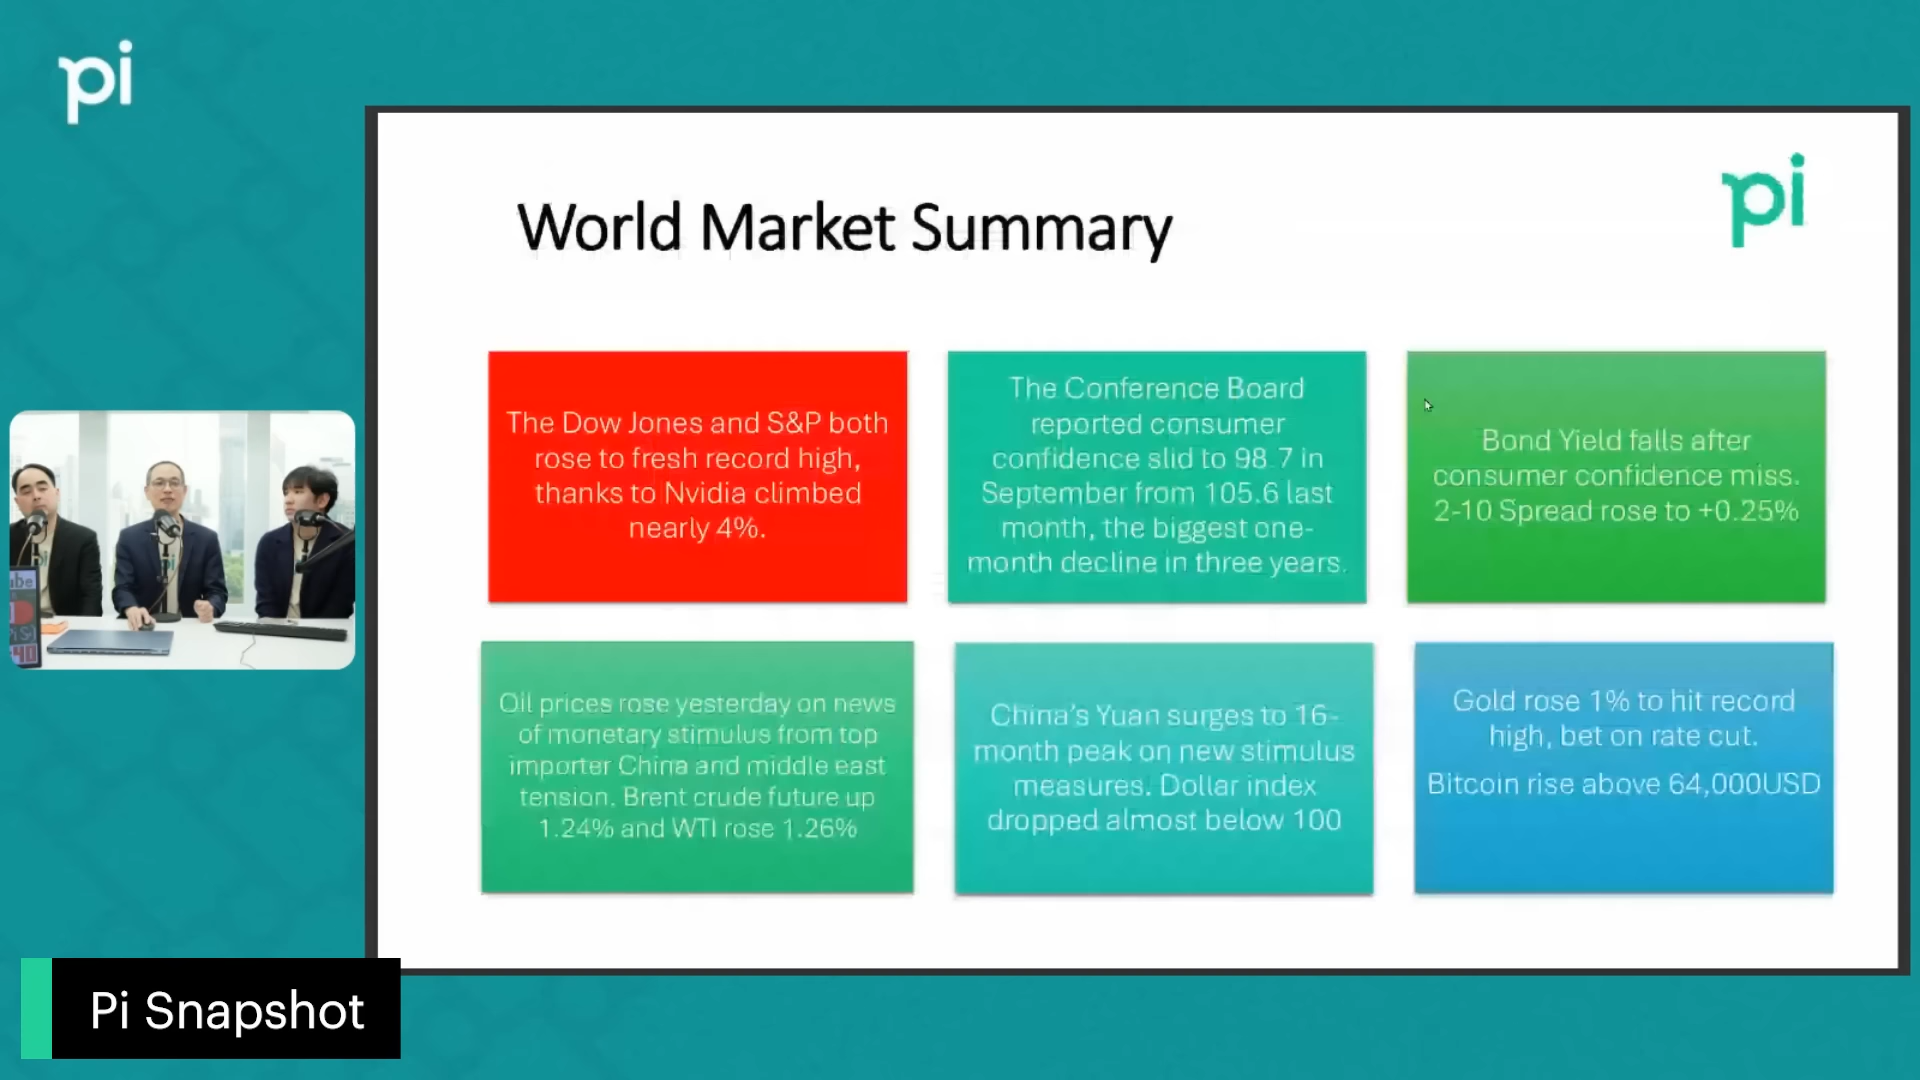 pi
pi
World Market Summary
The Dow Jones and S&P both
rose to fresh record high,
thanks to Nvidia climbed
nearly 4%.
The Conference Board
reported consumer
confidence slid to 98.7 in
September from 105.6 last
month, the biggest one-
month decline in three years.
Bond Yield falls after
consumer confidence miss.
2-10 Spread rose to +0.25%
Oil prices rose yesterday on news
of monetary stimulus from top
importer China and middle east
tension. Brent crude future up
1.24% and WTI rose 1.26%
China's Yuan surges to 16-
month peak on new stimulus
measures. Dollar index
dropped almost below 100
Gold rose 1% to hit record
high, bet on rate cut.
Bitcoin rise above 64,000USD
Pi Snapshot